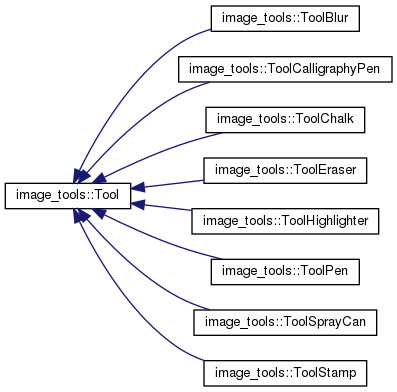 image_tools::ToolBlur
image_tools::ToolCalligraphyPen
image_tools::ToolChalk
image_tools::ToolEraser
image_tools::Tool
image_tools::ToolHighlighter
image_tools::ToolPen
image_tools::ToolSprayCan
image_tools::ToolStamp